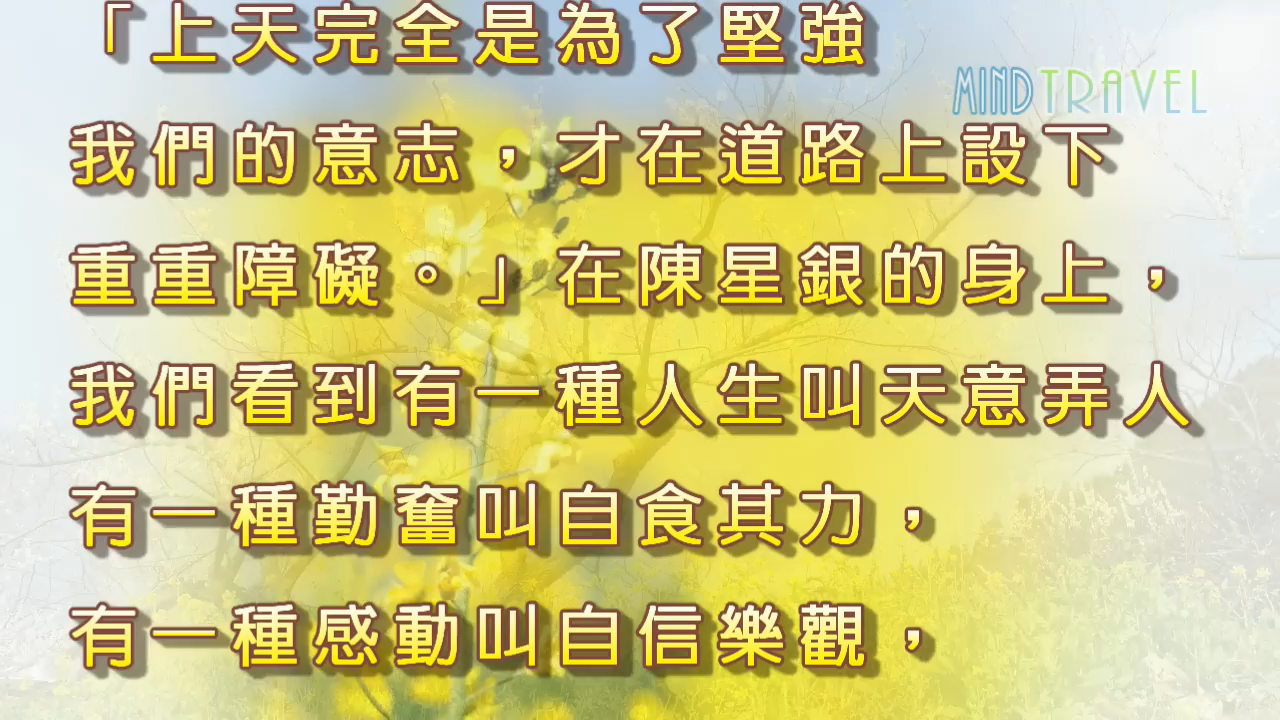 「上天完全是為了堅強
MINDTRAVEL
我們的意志，才在道路上設下
重重障礙。」在陳星銀的身上，
我們看到有一種人生叫天意弄人
有一種勤奮叫自食其力，
有一種感動叫自信樂觀，